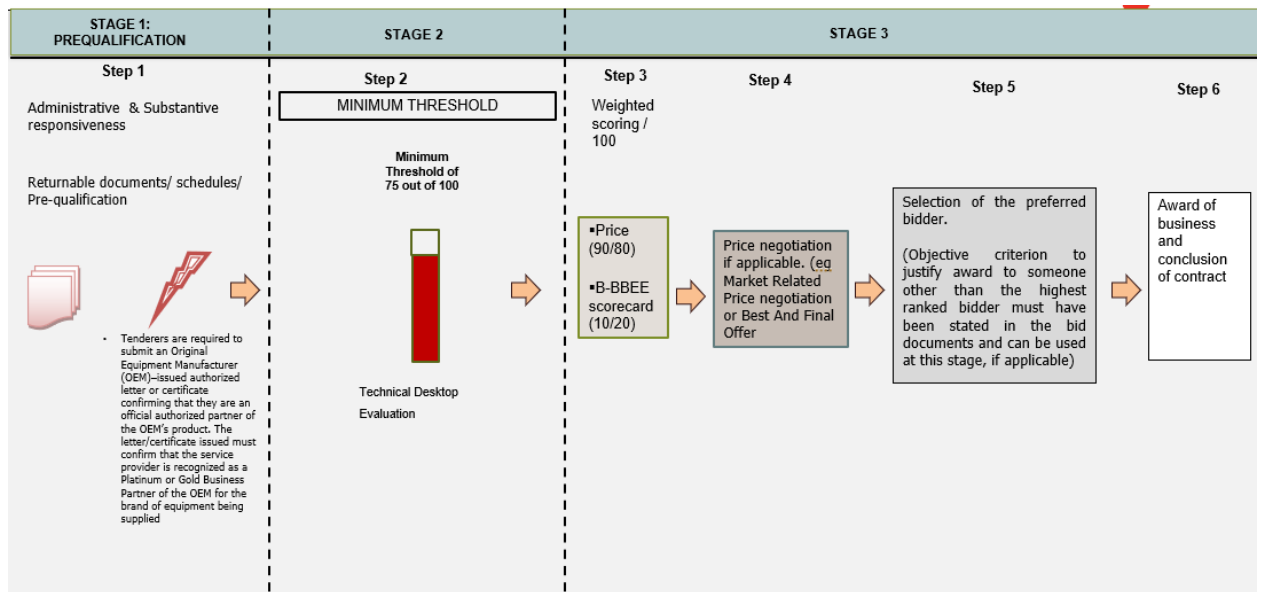 STAGE 1:
PREQUALIFICATION
STAGE 2
STAGE 3
Step 1
Administrative & Substantive
responsiveness
Returnable documents/ schedules/
Pre-qualification
• Tenderers are required to
submit an Original
Equipment Manufacturer
(OEM)–issued authorized
letter or certificate
confirming that they are an
official authorized partner of
the OEM's product. The
letter/certificate issued must
confirm that the service
provider is recognized as a
Platinum or Gold Business
Partner of the OEM for the
brand of equipment being
supplied
Step 2
MINIMUM THRESHOLD
Minimum
Threshold of
75 out of 100
Technical Desktop
Evaluation
Step 3
Weighted
scoring /
100
▪Price
(90/80)
▪B-BBEE
scorecard
(10/20)
Step 4
Price negotiation
if applicable. (eg
Market Related
Price negotiation
or Best And Final
Offer
Step 5
Selection of the preferred
bidder.
(Objective criterion to
justify award to someone
other than the highest
ranked bidder must have
been stated in the bid
documents and can be used
at this stage, if applicable)
Step 6
Award of
business
and
conclusion
of contract